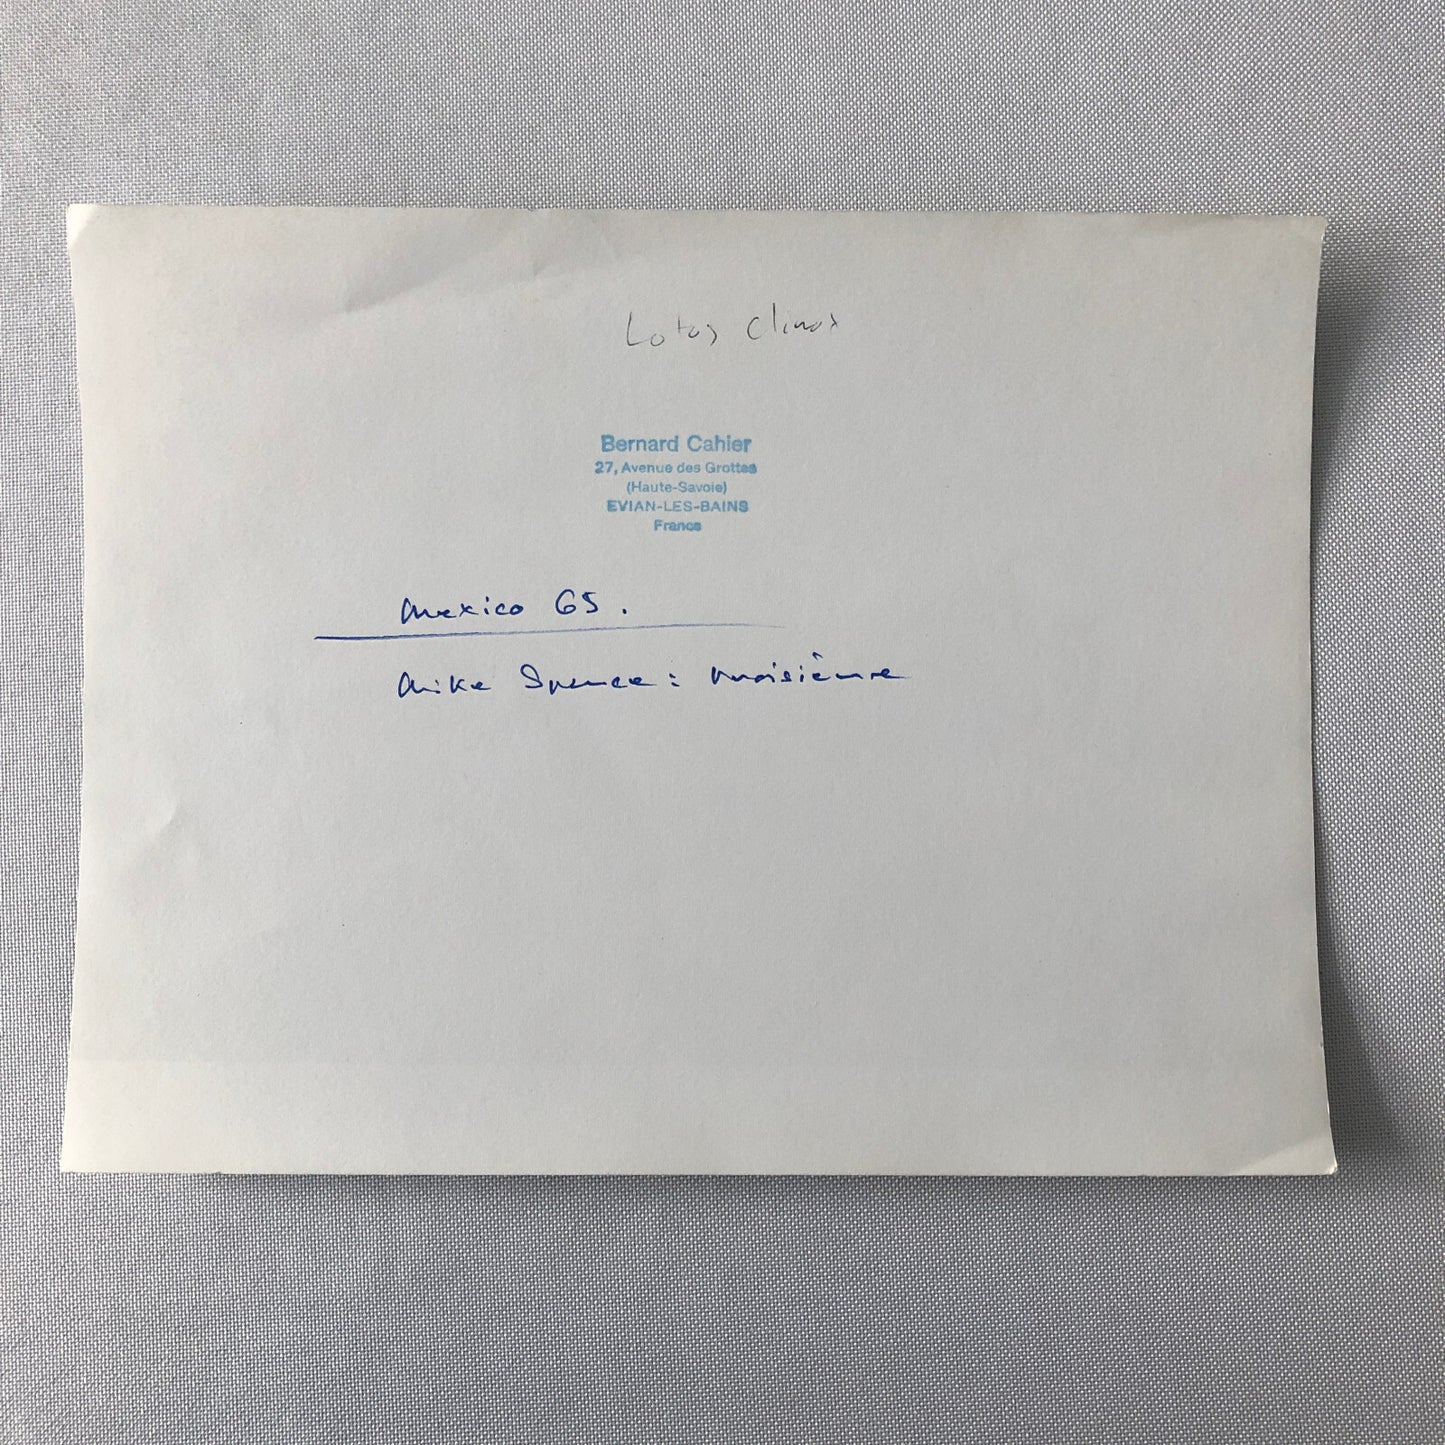 Lotus Climax
Bernard Cahier
27, Avenue des Grottes
(Haute-Savoie)
EVIAN-LES-BAINS
France
Mexico 65.
Mike Spence: troisième